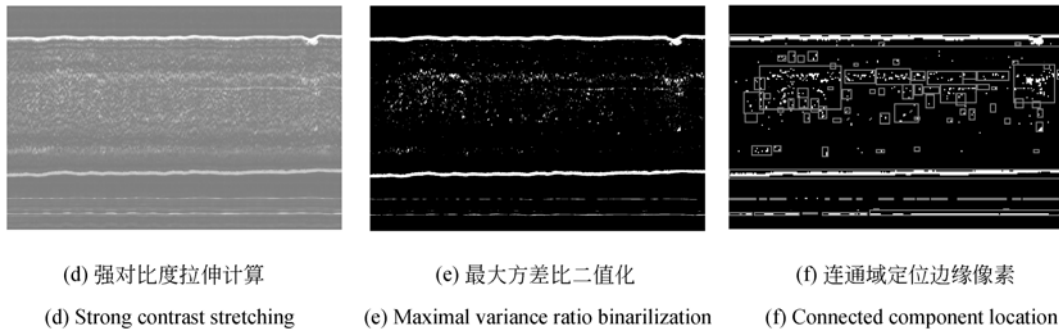 (d) 强对比度拉伸计算
(e) 最大方差比二值化
(f) 连通域定位边缘像素
(d) Strong contrast stretching
(e) Maximal variance ratio binarilization
(f) Connected component location